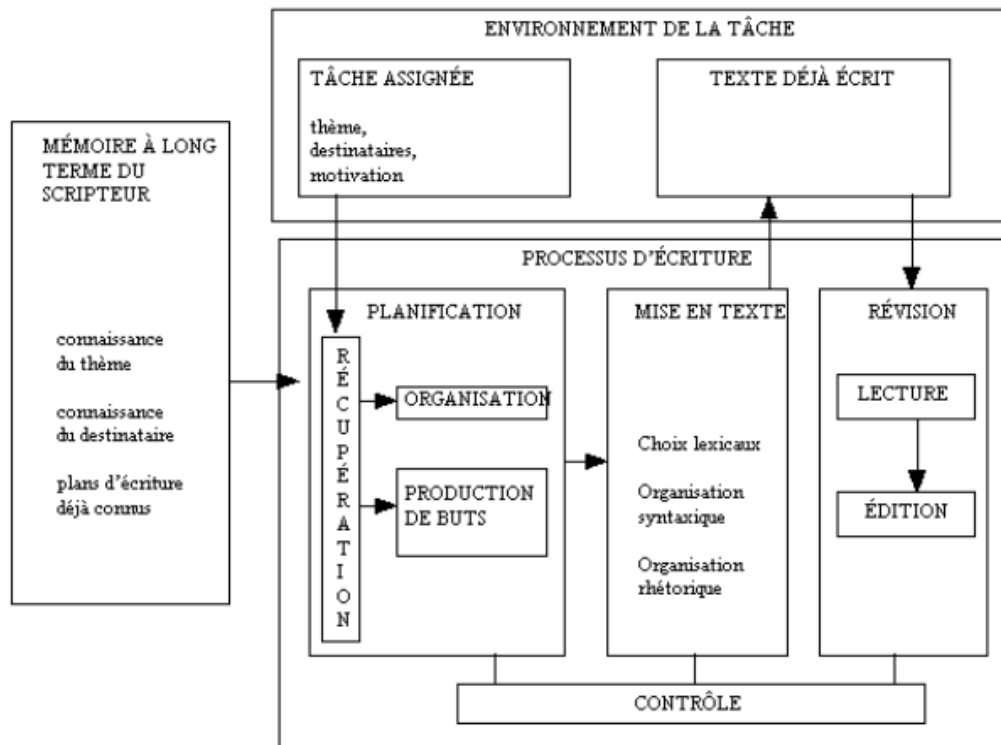 ENVIRONNEMENT DE LA TÂCHE
TÂCHE ASSIGNÉE
thème,
destinataires,
motivation
TEXTE DÉJÀ ÉCRIT
MÉMOIRE À LONG
TERME DU
SCRIPTEUR
connaissance
du thème
connaissance
du destinataire
plans d'écriture
déjà connus
PROCESSUS D'ÉCRITURE
PLANIFICATION
RÉCUPÉRATION
ORGANISATION
PRODUCTION
DE BUTS
MISE EN TEXTE
Choix lexicaux
Organisation
syntaxique
Organisation
rhétorique
RÉVISION
LECTURE
ÉDITION
CONTRÔLE